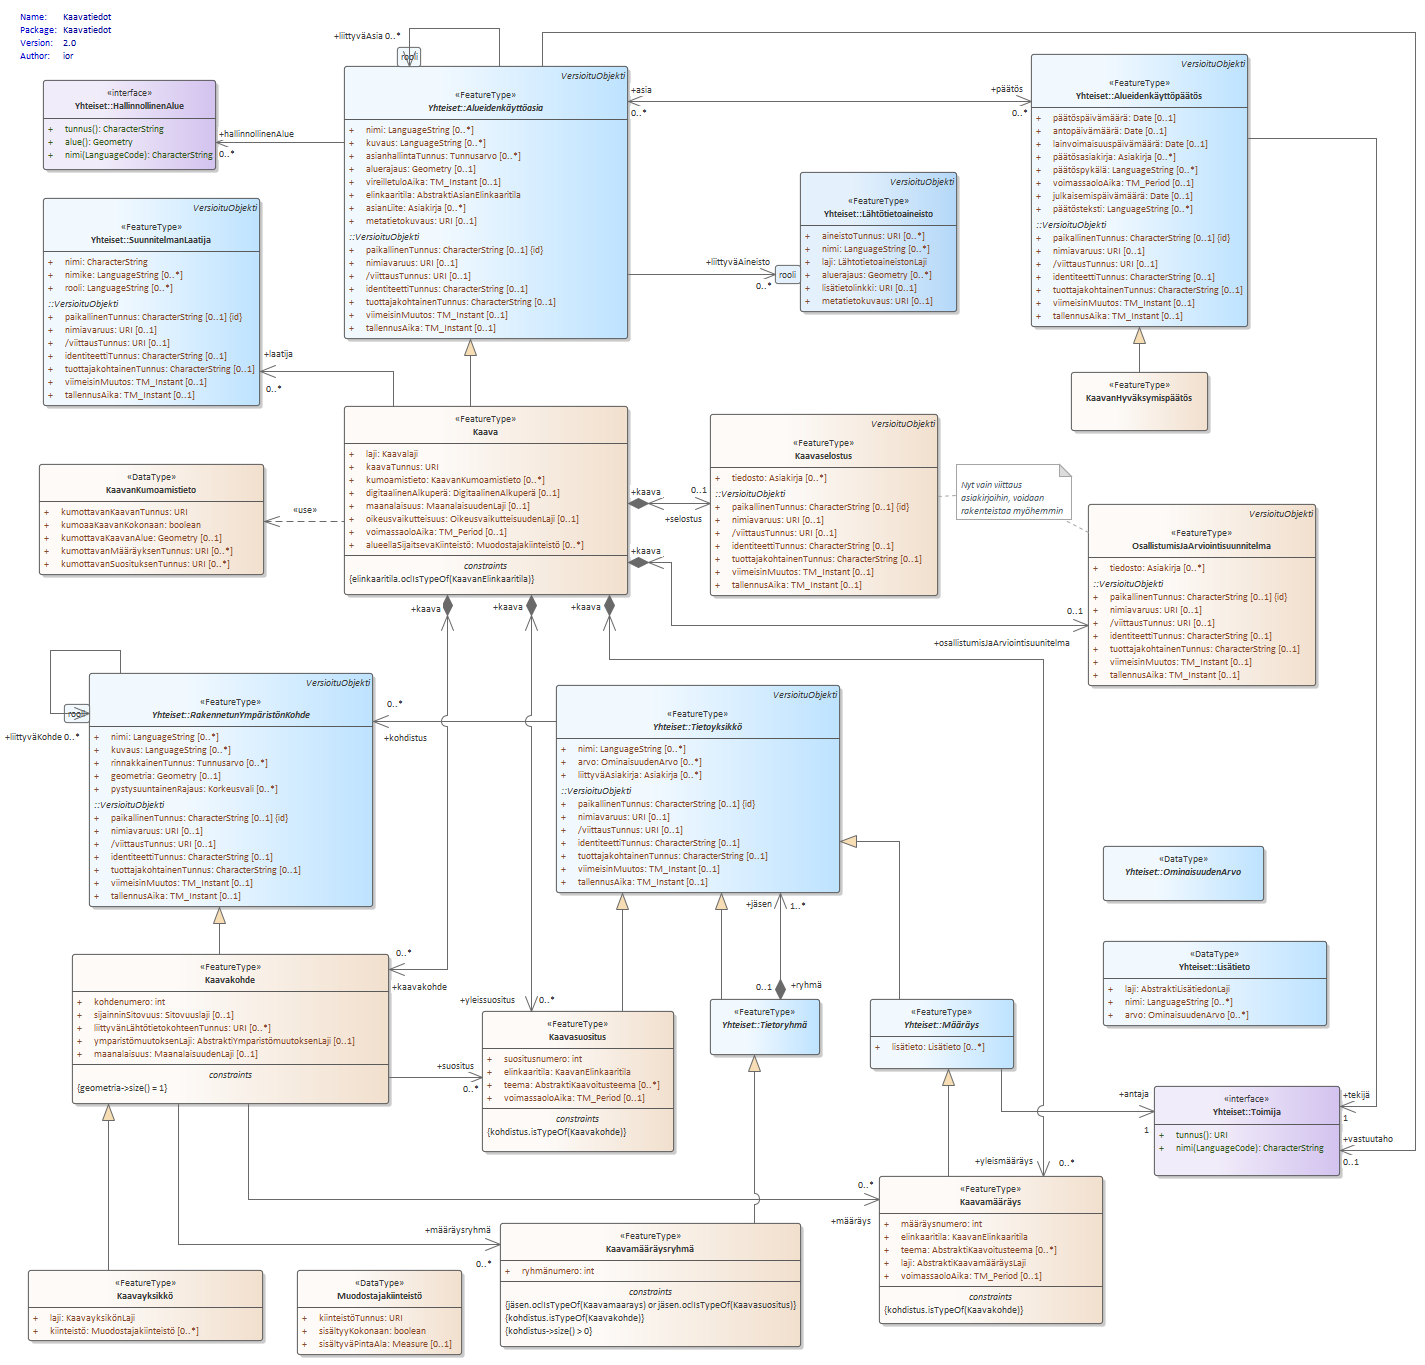 Name: Kaavatiedot
Package: Kaavatiedot
Version: 2.0
Author: ior
«interface»
Yhteiset::HallinnollinenAlue
+ tunnus(): CharacterString
+ alue(): Geometry
+ nimi(LanguageCode): CharacterString
+hallinnollinenAlue
0..*
+liittyväAsia 0..*
rooli
VersioituObjekti
«FeatureType»
Yhteiset::Alueidenkäyttöasia
+ nimi: LanguageString [0..*]
+ kuvaus: LanguageString [0..*]
+ asianhallintaTunnus: Tunnusarvo [0..*]
+ aluerajaus: Geometry [0..1]
+ vireilletuloAika: TM_Instant [0..1]
+ elinkaaritila: AbstraktiAsianElinkaaritila
+ asianLiite: Asiakirja [0..*]
+ metatietokuvaus: URI [0..1]
::VersioituObjekti
+ paikallinenTunnus: CharacterString [0..1] {id}
+ nimiavaruus: URI [0..1]
+ /viittausTunnus: URI [0..1]
+ identiteettiTunnus: CharacterString [0..1]
+ tuottajakohtainenTunnus: CharacterString [0..1]
+ viimeisinMuutos: TM_Instant [0..1]
+ tallennusAika: TM_Instant [0..1]
+asia
0..*
+päätös
0..*
VersioituObjekti
«FeatureType»
Yhteiset::Alueidenkäyttöpäätös
+ päätöspäivämäärä: Date [0..1]
+ antopäivämäärä: Date [0..1]
+ lainvoimaisuuspäivämäärä: Date [0..1]
+ päätösasiakirja: Asiakirja [0..*]
+ päätöspykälä: LanguageString [0..*]
+ voimassaoloAika: TM_Period [0..1]
+ julkaisemispäivämäärä: Date [0..1]
+ päätösteksti: LanguageString [0..*]
::VersioituObjekti
+ paikallinenTunnus: CharacterString [0..1] {id}
+ nimiavaruus: URI [0..1]
+ /viittausTunnus: URI [0..1]
+ identiteettiTunnus: CharacterString [0..1]
+ tuottajakohtainenTunnus: CharacterString [0..1]
+ viimeisinMuutos: TM_Instant [0..1]
+ tallennusAika: TM_Instant [0..1]
VersioituObjekti
«FeatureType»
Yhteiset::Lähtötietoaineisto
+ aineistoTunnus: URI [0..*]
+ nimi: LanguageString [0..*]
+ laji: LähtotietoaineistonLaji
+ aluerajaus: Geometry [0..*]
+ lisätietolinkki: URI [0..1]
+ metatietokuvaus: URI [0..1]
+liittyväAineisto
0..*
rooli
VersioituObjekti
«FeatureType»
Yhteiset::SuunnitelmanLaatija
+ nimi: CharacterString
+ nimike: LanguageString [0..*]
+ rooli: LanguageString [0..*]
::VersioituObjekti
+ paikallinenTunnus: CharacterString [0..1] {id}
+ nimiavaruus: URI [0..1]
+ /viittausTunnus: URI [0..1]
+ identiteettiTunnus: CharacterString [0..1]
+ tuottajakohtainenTunnus: CharacterString [0..1]
+ viimeisinMuutos: TM_Instant [0..1]
+ tallennusAika: TM_Instant [0..1]
+laatija
0..*
«FeatureType»
KaavanHyväksymispäätös
«FeatureType»
Kaava
+ laji: Kaavalaji
+ kaavaTunnus: URI
+ kumoamistieto: KaavanKumoamistieto [0..*]
+ digitaalinenAlkuperä: DigitaalinenAlkuperä [0..1]
+ maanalaisuus: MaanalaisuudenLaji [0..1]
+ oikeusvaikutteisuus: OikeusvaikutteisuudenLaji [0..1]
+ voimassaoloAika: TM_Period [0..1]
+ alueellaSijaitsevaKiinteistö: Muodostajakiinteistö [0..*]
constraints
{elinkaaritila.oclIsTypeOf(KaavanElinkaaritila)}
«DataType»
KaavanKumoamistieto
+ kumottavanKaavanTunnus: URI
+ kumoaaKaavanKokonaan: boolean
+ kumottavaKaavanAlue: Geometry [0..1]
+ kumottavanMääräyksenTunnus: URI [0..*]
+ kumottavanSuosituksenTunnus: URI [0..*]
«use»
+kaava
0..1
+selostus
VersioituObjekti
«FeatureType»
Kaavaselostus
+ tiedosto: Asiakirja [0..*]
::VersioituObjekti
+ paikallinenTunnus: CharacterString [0..1] {id}
+ nimiavaruus: URI [0..1]
+ /viittausTunnus: URI [0..1]
+ identiteettiTunnus: CharacterString [0..1]
+ tuottajakohtainenTunnus: CharacterString [0..1]
+ viimeisinMuutos: TM_Instant [0..1]
+ tallennusAika: TM_Instant [0..1]
Nyt vain viittaus
asiakirjoihin, voidaan
rakenteistaa myöhemmin
VersioituObjekti
«FeatureType»
OsallistumisJaArviointisuunnitelma
+ tiedosto: Asiakirja [0..*]
::VersioituObjekti
+ paikallinenTunnus: CharacterString [0..1] {id}
+ nimiavaruus: URI [0..1]
+ /viittausTunnus: URI [0..1]
+ identiteettiTunnus: CharacterString [0..1]
+ tuottajakohtainenTunnus: CharacterString [0..1]
+ viimeisinMuutos: TM_Instant [0..1]
+ tallennusAika: TM_Instant [0..1]
+kaava
0..1
+osallistumisJaArviointisuunitelma
+kaava
+kaava
+kaava
rooli
+liittyväKohde 0..*
VersioituObjekti
«FeatureType»
Yhteiset::RakennetunYmpäristönKohde
+ nimi: LanguageString [0..*]
+ kuvaus: LanguageString [0..*]
+ rinnakkainenTunnus: Tunnusarvo [0..*]
+ geometria: Geometry [0..1]
+ pystysuuntainenRajaus: Korkeusvali [0..*]
::VersioituObjekti
+ paikallinenTunnus: CharacterString [0..1] {id}
+ nimiavaruus: URI [0..1]
+ /viittausTunnus: URI [0..1]
+ identiteettiTunnus: CharacterString [0..1]
+ tuottajakohtainenTunnus: CharacterString [0..1]
+ viimeisinMuutos: TM_Instant [0..1]
+ tallennusAika: TM_Instant [0..1]
0..*
+kohdistus
VersioituObjekti
«FeatureType»
Yhteiset::Tietoyksikkö
+ nimi: LanguageString [0..*]
+ arvo: OminaisuudenArvo [0..*]
+ liittyväAsiakirja: Asiakirja [0..*]
::VersioituObjekti
+ paikallinenTunnus: CharacterString [0..1] {id}
+ nimiavaruus: URI [0..1]
+ /viittausTunnus: URI [0..1]
+ identiteettiTunnus: CharacterString [0..1]
+ tuottajakohtainenTunnus: CharacterString [0..1]
+ viimeisinMuutos: TM_Instant [0..1]
+ tallennusAika: TM_Instant [0..1]
+jäsen
1..*
0..1
+ryhmä
«DataType»
Yhteiset::OminaisuudenArvo
«DataType»
Yhteiset::Lisätieto
+ laji: AbstraktiLisätiedonLaji
+ nimi: LanguageString [0..*]
+ arvo: OminaisuudenArvo [0..*]
«FeatureType»
Kaavakohde
+ kohdenumero: int
+ sijainninSitovuus: Sitovuuslaji [0..1]
+ liittyvänLähtötietokohteenTunnus: URI [0..*]
+ ymparistömuutoksenLaji: AbstraktiYmparistömuutoksenLaji [0..1]
+ maanalaisuus: MaanalaisuudenLaji [0..1]
constraints
{geometria->size() = 1}
0..*
+kaavakohde
+yleissuositus
0..*
+suositus
0..*
«FeatureType»
Kaavasuositus
+ suositusnumero: int
+ elinkaaritila: KaavanElinkaaritila
+ teema: AbstraktiKaavoitusteema [0..*]
+ voimassaoloAika: TM_Period [0..1]
constraints
{kohdistus.isTypeOf(Kaavakohde)}
«FeatureType»
Yhteiset::Tietoryhmä
«FeatureType»
Yhteiset::Määräys
+ lisätieto: Lisätieto [0..*]
+antaja
1
«interface»
Yhteiset::Toimija
+ tunnus(): URI
+ nimi(LanguageCode): CharacterString
+tekijä
1
+vastuutaho
0..1
+yleismääräys
0..*
0..*
+määräys
«FeatureType»
Kaavamääräys
+ määräysnumero: int
+ elinkaaritila: KaavanElinkaaritila
+ teema: AbstraktiKaavoitusteema [0..*]
+ laji: AbstraktiKaavamääräysLaji
+ voimassaoloAika: TM_Period [0..1]
constraints
{kohdistus.isTypeOf(Kaavakohde)}
+määräysryhmä
0..*
«FeatureType»
Kaavamääräysryhmä
+ ryhmänumero: int
constraints
{jäsen.oclIsTypeOf(Kaavamaarays) or jäsen.oclIsTypeOf(Kaavasuositus)}
{kohdistus.isTypeOf(Kaavakohde)}
{kohdistus->size() > 0}
«FeatureType»
Kaavayksikkö
+ laji: KaavayksikönLaji
+ kiinteistö: Muodostajakiinteistö [0..*]
«DataType»
Muodostajakiinteistö
+ kiinteistöTunnus: URI
+ sisältyyKokonaan: boolean
+ sisältyväPintaAla: Measure [0..1]